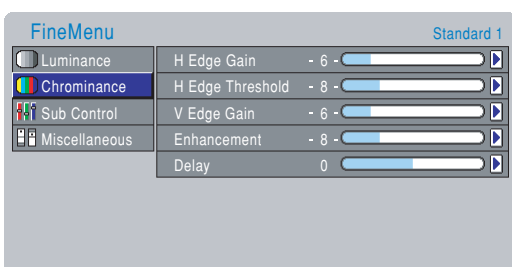 FineMenu Standard 1
Luminance
Chrominance
Sub Control
Miscellaneous
H Edge Gain - 6 -
H Edge Threshold - 8 -
V Edge Gain - 6 -
Enhancement - 8 -
Delay 0